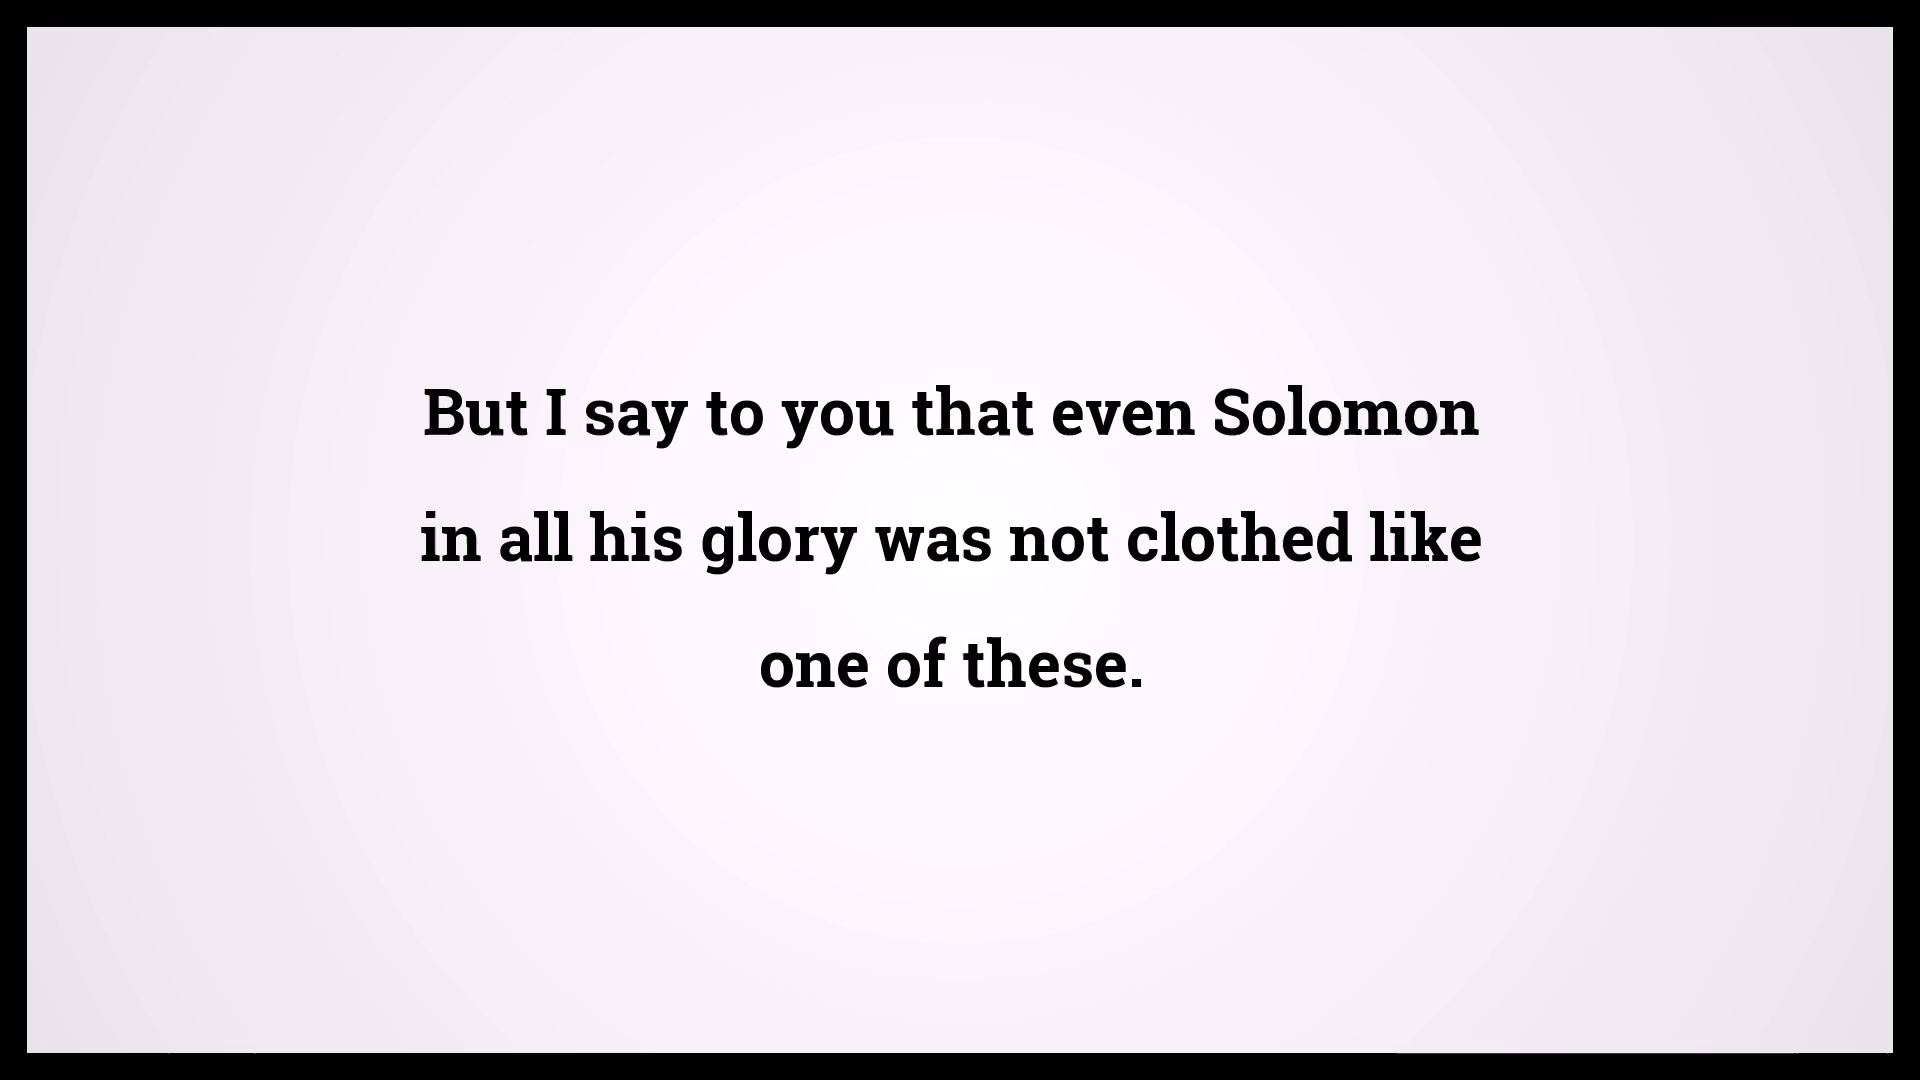 But I say to you that even Solomon
in all his glory was not clothed like
one of these.